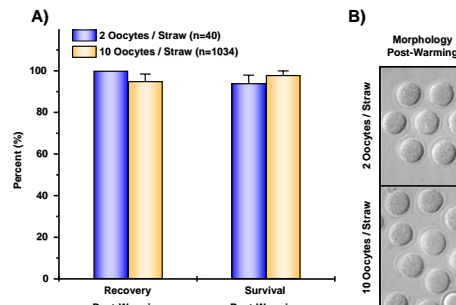 A)
2 Oocytes / Straw (n=40)
10 Oocytes / Straw (n=1034)
Percent (%)
100
80
60
40
20
0
Recovery
Survival
B)
Morphology
Post-Warming
2 Oocytes / Straw
10 Oocytes / Straw